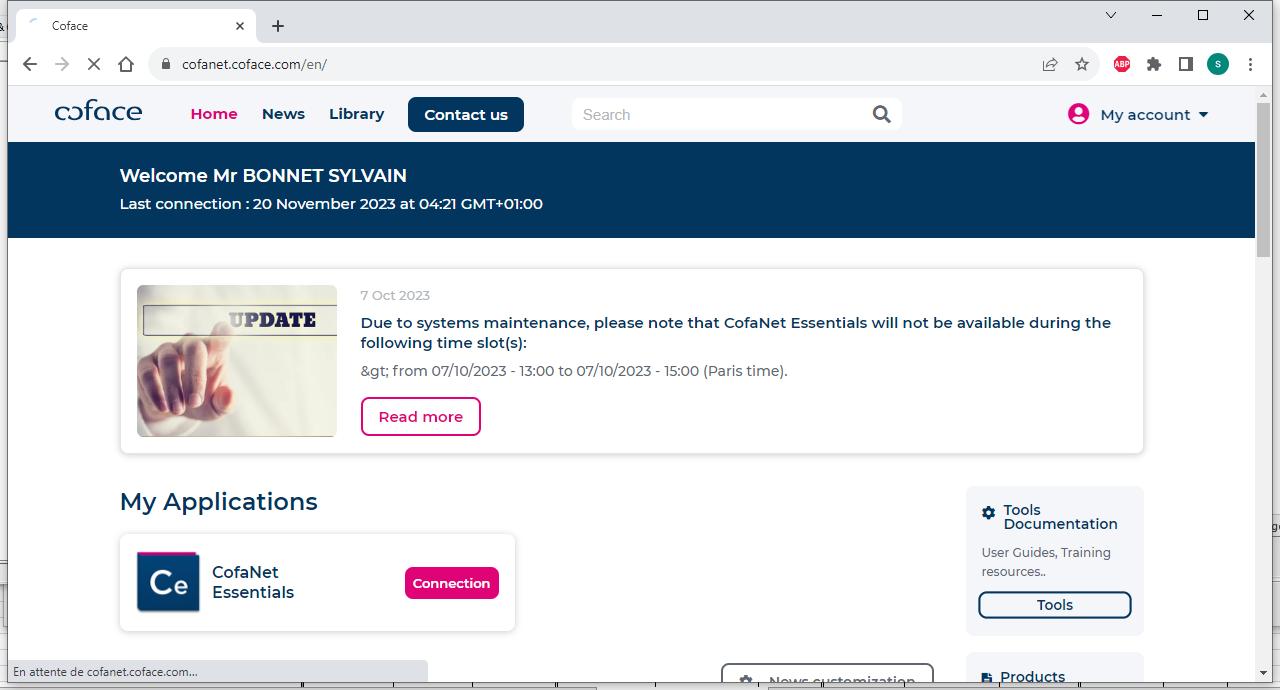 Coface
cofanet.coface.com/en/
ABP
S
coface
Home
News
Library
Contact us
Search
My account
Welcome Mr BONNET SYLVAIN
Last connection : 20 November 2023 at 04:21 GMT+01:00
UPDATE
7 Oct 2023
Due to systems maintenance, please note that CofaNet Essentials will not be available during the
following time slot(s):
&gt; from 07/10/2023 - 13:00 to 07/10/2023 - 15:00 (Paris time).
Read more
My Applications
Ce
CofaNet
Essentials
Connection
Tools
Documentation
User Guides, Training
resources..
Tools
En attente de cofanet.coface.com...
News customization
Products